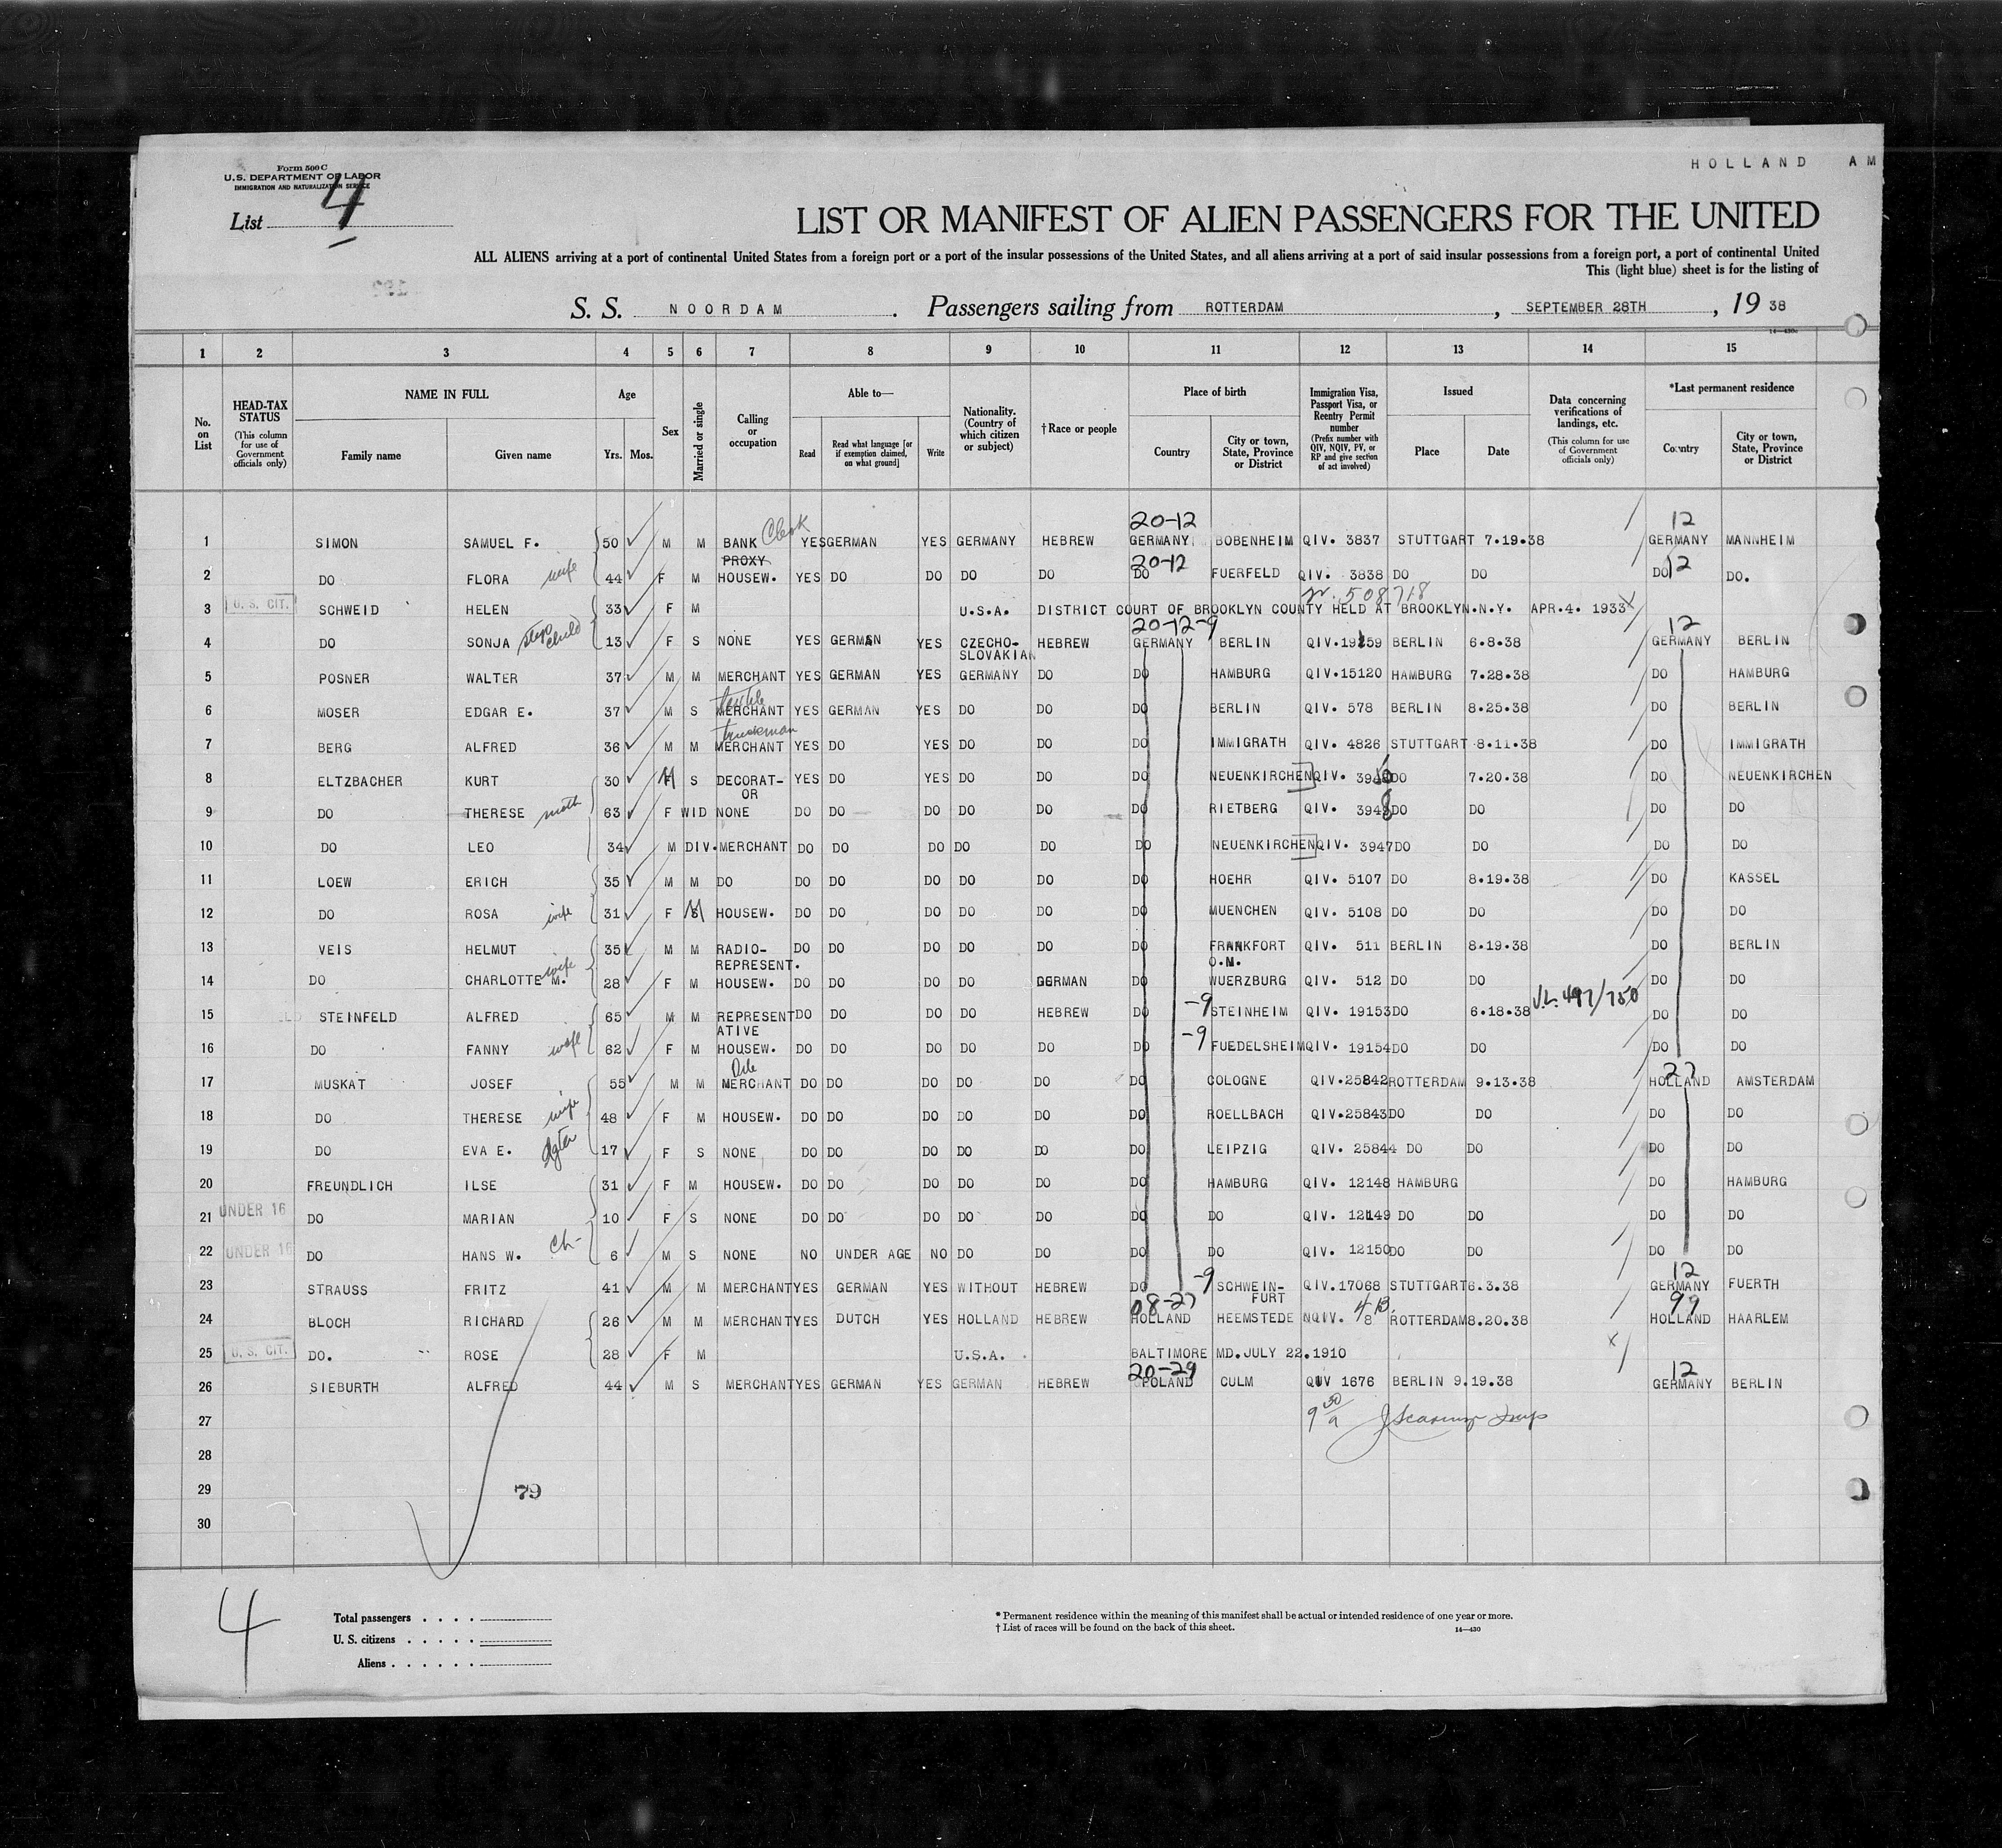 HOLLAND AM
Form 500 C
U.S. DEPARTMENT OF LABOR
IMMIGRATION AND NATURALIZATION SERVICE
List 4
LIST OR MANIFEST OF ALIEN PASSENGERS FOR THE UNITED
ALL ALIENS arriving at a port of continental United States from a foreign port or a port of the insular possessions of the United States, and all aliens arriving at a port of said insular possessions from a foreign port, a port of continental United
This (light blue) sheet is for the listing of
S. S. NOORDAM. Passengers sailing from ROTTERDAM, SEPTEMBER 28TH, 19 38
1 2 3 4 5 6 7 8 9 10 11 12 13 14 15
No. on List
HEAD-TAX STATUS (This column for use of Government officials only)
NAME IN FULL Family name Given name
Age Yrs. Mos.
Sex
Married or single
Calling or occupation
Able to— Read Read what language [or if exemption claimed, on what ground] Write
Nationality. (Country of which citizen or subject)
† Race or people
Place of birth Country City or town, State, Province or District
Immigration Visa, Passport Visa, or Reentry Permit number (Prefix number with QIV, NQIV, PV, or RP and give section of act involved)
Issued Place Date
Data concerning verifications of landings, etc. (This column for use of Government officials only)
*Last permanent residence Country City or town, State, Province or District
20-12 12
1 SIMON SAMUEL F. 50 M M BANK PROXY Clerk YES GERMAN YES GERMANY HEBREW GERMANY BOBENHEIM QIV. 3837 STUTTGART 7.19.38 GERMANY MANNHEIM
20-12 12
2 DO FLORA wife 44 F M HOUSEW. YES DO DO DO DO DO FUERFELD QIV. 3838 DO DO DO DO.
3 U.S. CIT. SCHWEID HELEN 33 F M U.S.A. DISTRICT COURT OF BROOKLYN COUNTY HELD AT BROOKLYN.N.Y. APR.4. 1933 508718
20-12-9 12
4 DO SONJA step child 13 F S NONE YES GERMAN YES CZECHO-SLOVAKIAN HEBREW GERMANY BERLIN QIV.19159 BERLIN 6.8.38 GERMANY BERLIN
5 POSNER WALTER 37 M M MERCHANT YES GERMAN YES GERMANY DO DO HAMBURG QIV.15120 HAMBURG 7.28.38 DO HAMBURG
6 MOSER EDGAR E. 37 M S textile MERCHANT YES GERMAN YES DO DO DO BERLIN QIV. 578 BERLIN 8.25.38 DO BERLIN
7 BERG ALFRED 36 M M truckman MERCHANT YES DO YES DO DO DO IMMIGRATH QIV. 4826 STUTTGART 8.11.38 DO IMMIGRATH
8 ELTZBACHER KURT 30 M S DECORAT-OR YES DO YES DO DO DO NEUENKIRCHEN QIV. DO 7.20.38 DO NEUENKIRCHEN
9 DO THERESE moth 63 F WID NONE DO DO DO DO DO DO RIETBERG QIV. 3948 DO DO DO DO
10 DO LEO 34 M DIV. MERCHANT DO DO DO DO DO DO NEUENKIRCHEN QIV. 3947 DO DO DO DO
11 LOEW ERICH 35 M M DO DO DO DO DO DO DO HOEHR QIV. 5107 DO 8.19.38 DO KASSEL
12 DO ROSA wife 31 F M HOUSEW. DO DO DO DO DO DO MUENCHEN QIV. 5108 DO DO DO DO
13 VEIS HELMUT 35 M M RADIO-REPRESENT. DO DO DO DO DO DO FRANKFORT O.M. QIV. 511 BERLIN 8.19.38 DO BERLIN
14 DO CHARLOTTE M. wife 28 F M HOUSEW. DO DO DO DO GERMAN DO WUERZBURG QIV. 512 DO DO DO DO
15 STEINFELD ALFRED 65 M M REPRESENTATIVE DO DO DO DO HEBREW DO -9 STEINHEIM QIV. 19153 DO 6.18.38 V.L. 497/750 DO DO
16 DO FANNY wife 62 F M HOUSEW. DO DO DO DO DO DO -9 FUEDELSHEIM QIV. 19154 DO DO DO DO
27
17 MUSKAT JOSEF 55 M M MERCHANT DO DO DO DO DO DO COLOGNE QIV.25842 ROTTERDAM 9.13.38 HOLLAND AMSTERDAM
18 DO THERESE wife 48 F M HOUSEW. DO DO DO DO DO DO ROELLBACH QIV.25843 DO DO DO DO
19 DO EVA E. dgter 17 F S NONE DO DO DO DO DO DO LEIPZIG QIV. 25844 DO DO DO DO
20 FREUNDLICH ILSE 31 F M HOUSEW. DO DO DO DO DO DO HAMBURG QIV. 12148 HAMBURG DO HAMBURG
21 UNDER 16 DO MARIAN 10 F S NONE DO DO DO DO DO DO DO QIV. 12149 DO DO DO DO
22 UNDER 16 DO HANS W. ch- 6 M S NONE NO UNDER AGE NO DO DO DO DO QIV. 12150 DO DO DO DO
12
23 STRAUSS FRITZ 41 M M MERCHANT YES GERMAN YES WITHOUT HEBREW DO -9 SCHWEIN-FURT QIV.17068 STUTTGART 6.3.38 GERMANY FUERTH
08-27 4B. 99
24 BLOCH RICHARD 26 M M MERCHANT YES DUTCH YES HOLLAND HEBREW HOLLAND HEEMSTEDE NQIV. 8 ROTTERDAM 8.20.38 HOLLAND HAARLEM
25 U.S. CIT. DO. ROSE 28 F M U.S.A. BALTIMORE MD.JULY 22.1910 x
20-29 12
26 SIEBURTH ALFRED 44 M S MERCHANT YES GERMAN YES GERMAN HEBREW POLAND CULM QIV 1676 BERLIN 9.19.38 GERMANY BERLIN
27
28
29 79
30
4
Total passengers . . . .
U. S. citizens . . . . .
Aliens . . . . . .
* Permanent residence within the meaning of this manifest shall be actual or intended residence of one year or more.
† List of races will be found on the back of this sheet.
14—430